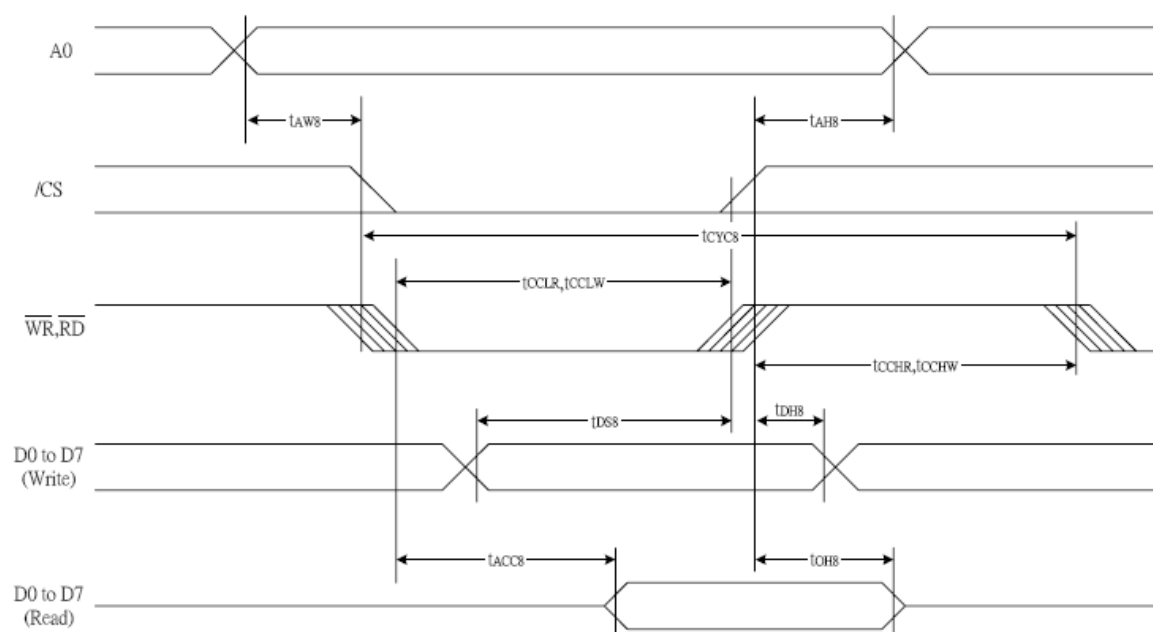 A0
tAW8
tAH8
/CS
tCYC8
tCCLR,tCCLW
WR,RD
tCCHR,tCCHW
tDS8
tDH8
D0 to D7
(Write)
tACC8
tOH8
D0 to D7
(Read)